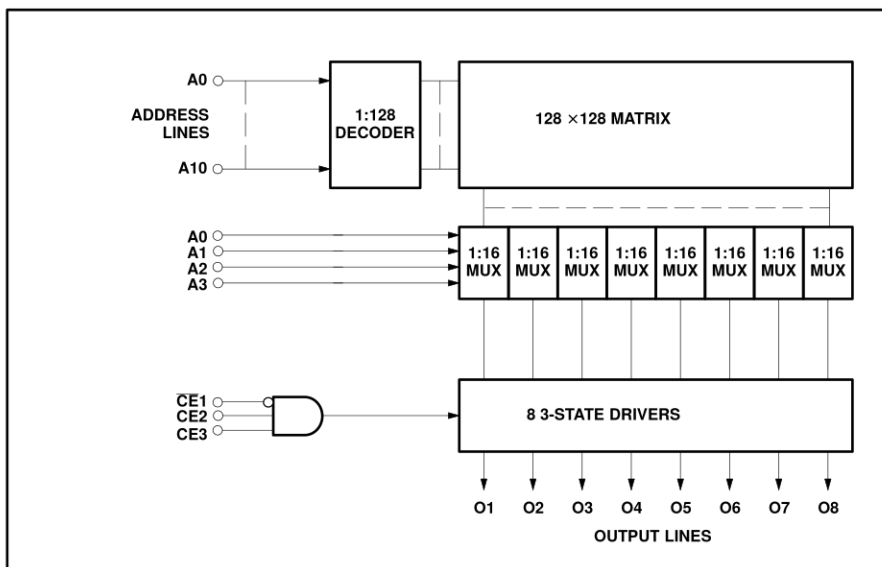 A0
ADDRESS
LINES
A10
1:128
DECODER
128 ×128 MATRIX
A0
A1
A2
A3
1:16
MUX
1:16
MUX
1:16
MUX
1:16
MUX
1:16
MUX
1:16
MUX
1:16
MUX
1:16
MUX
C̅E̅1
CE2
CE3
8 3-STATE DRIVERS
O1 O2 O3 O4 O5 O6 O7 O8
OUTPUT LINES